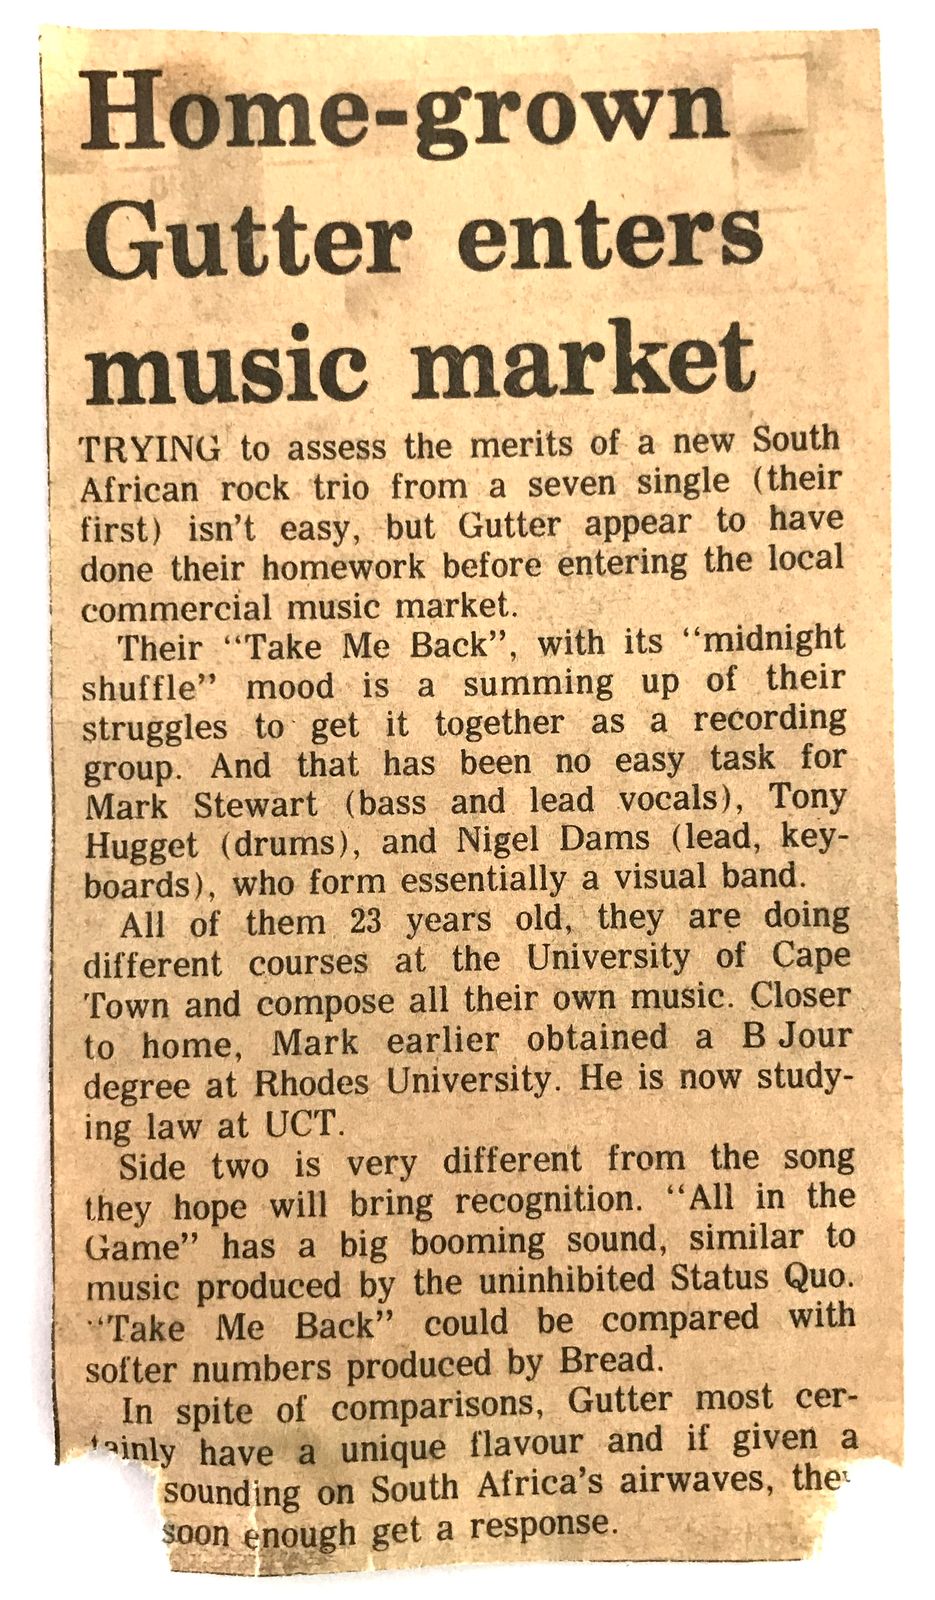 Home-grown
Gutter enters
music market
TRYING to assess the merits of a new South
African rock trio from a seven single (their
first) isn't easy, but Gutter appear to have
done their homework before entering the local
commercial music market.
Their "Take Me Back", with its "midnight
shuffle" mood is a summing up of their
struggles to get it together as a recording
group. And that has been no easy task for
Mark Stewart (bass and lead vocals), Tony
Hugget (drums), and Nigel Dams (lead, key-
boards), who form essentially a visual band.
All of them 23 years old, they are doing
different courses at the University of Cape
Town and compose all their own music. Closer
to home, Mark earlier obtained a B Jour
degree at Rhodes University. He is now study-
ing law at UCT.
Side two is very different from the song
they hope will bring recognition. "All in the
Game" has a big booming sound, similar to
music produced by the uninhibited Status Quo.
"Take Me Back" could be compared with
softer numbers produced by Bread.
In spite of comparisons, Gutter most cer-
tainly have a unique flavour and if given a
sounding on South Africa's airwaves,
soon enough get a response.